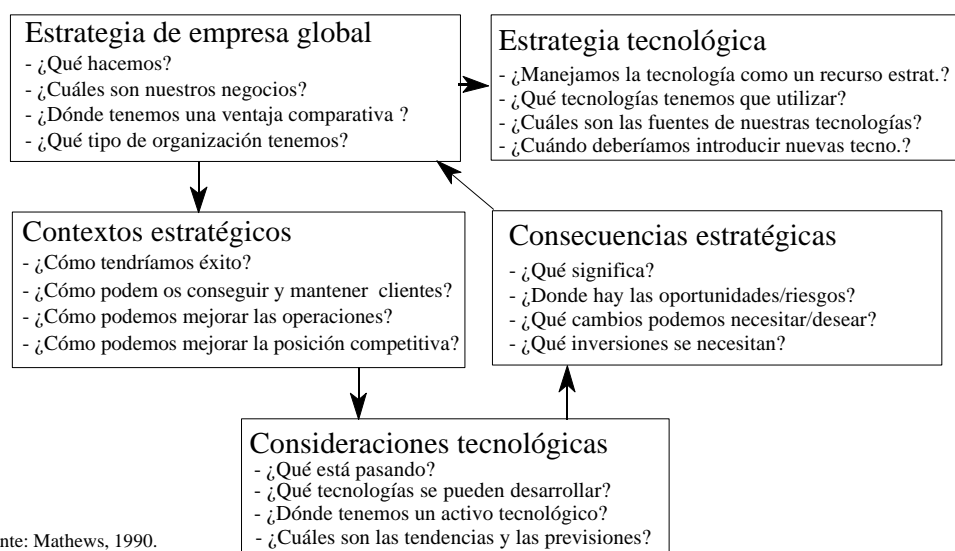 Estrategia de empresa global
- ¿Qué hacemos?
- ¿Cuáles son nuestros negocios?
- ¿Dónde tenemos una ventaja comparativa ?
- ¿Qué tipo de organización tenemos?
Estrategia tecnológica
- ¿Manejamos la tecnología como un recurso estrat.?
- ¿Qué tecnologías tenemos que utilizar?
- ¿Cuáles son las fuentes de nuestras tecnologías?
- ¿Cuándo deberíamos introducir nuevas tecno.?
Contextos estratégicos
- ¿Cómo tendríamos éxito?
- ¿Cómo podem os conseguir y mantener clientes?
- ¿Cómo podemos mejorar las operaciones?
- ¿Cómo podemos mejorar la posición competitiva?
Consecuencias estratégicas
- ¿Qué significa?
- ¿Donde hay las oportunidades/riesgos?
- ¿Qué cambios podemos necesitar/desear?
- ¿Qué inversiones se necesitan?
Consideraciones tecnológicas
- ¿Qué está pasando?
- ¿Qué tecnologías se pueden desarrollar?
- ¿Dónde tenemos un activo tecnológico?
- ¿Cuáles son las tendencias y las previsiones?
nte: Mathews, 1990.